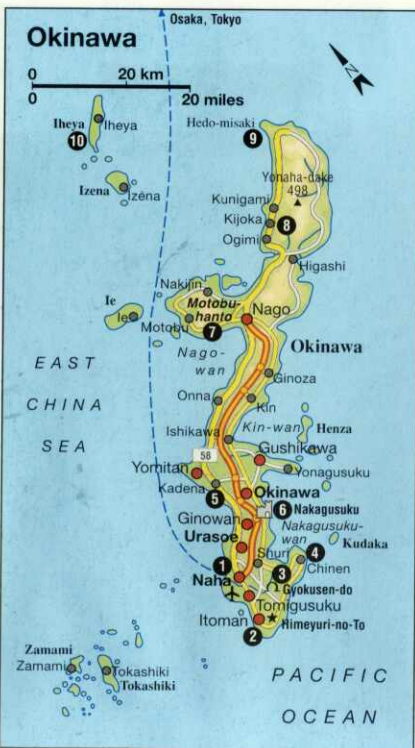 Osaka, Tokyo
Okinawa
N
0 20 km
0 20 miles
Iheya
Iheya
10
Hedo-misaki
9
Yonaha-dake
498
Izena
Izéna
Kunigami
Kijoka
8
Ogimi
Higashi
Nakijin
Ie
Ie
Motobu-
hanto
Motobu
7
Nago
Nago-
wan
Okinawa
EAST
CHINA
SEA
Ginoza
Onna
Kin
Kin-wan
Henza
Ishikawa
58
Gushikawa
Yomitan
Yonagusuku
Kadena
5
Okinawa
6 Nakagusuku
Ginowan
Nakagusuku-
wan
Urasoe
Kudaka
Shuri
4
1
Chinen
Naha
3
Gyokusen-do
Tomigusuku
Itoman
Himeyuri-no-To
2
Zamami
Zamami
Tokashiki
Tokashiki
PACIFIC
OCEAN